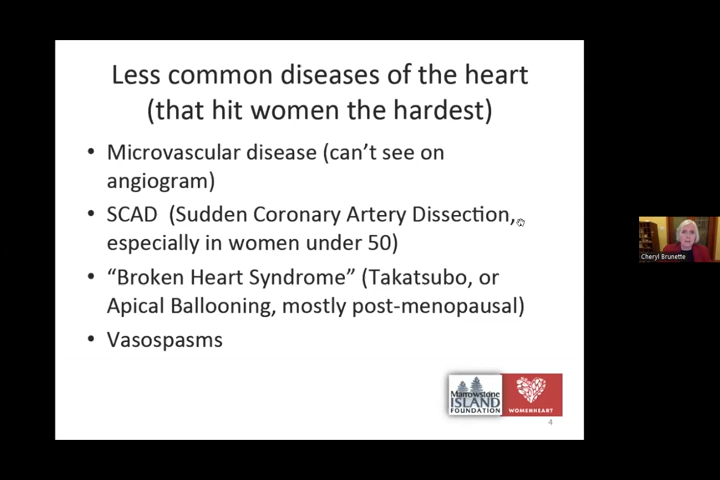 Less common diseases of the heart
(that hit women the hardest)
• Microvascular disease (can’t see on
angiogram)
• SCAD (Sudden Coronary Artery Dissection,
especially in women under 50)
• “Broken Heart Syndrome” (Takatsubo, or
Apical Ballooning, mostly post-menopausal)
• Vasospasms
Marrowstone
ISLAND
FOUNDATION
WOMENHEART
4
Cheryl Brunette